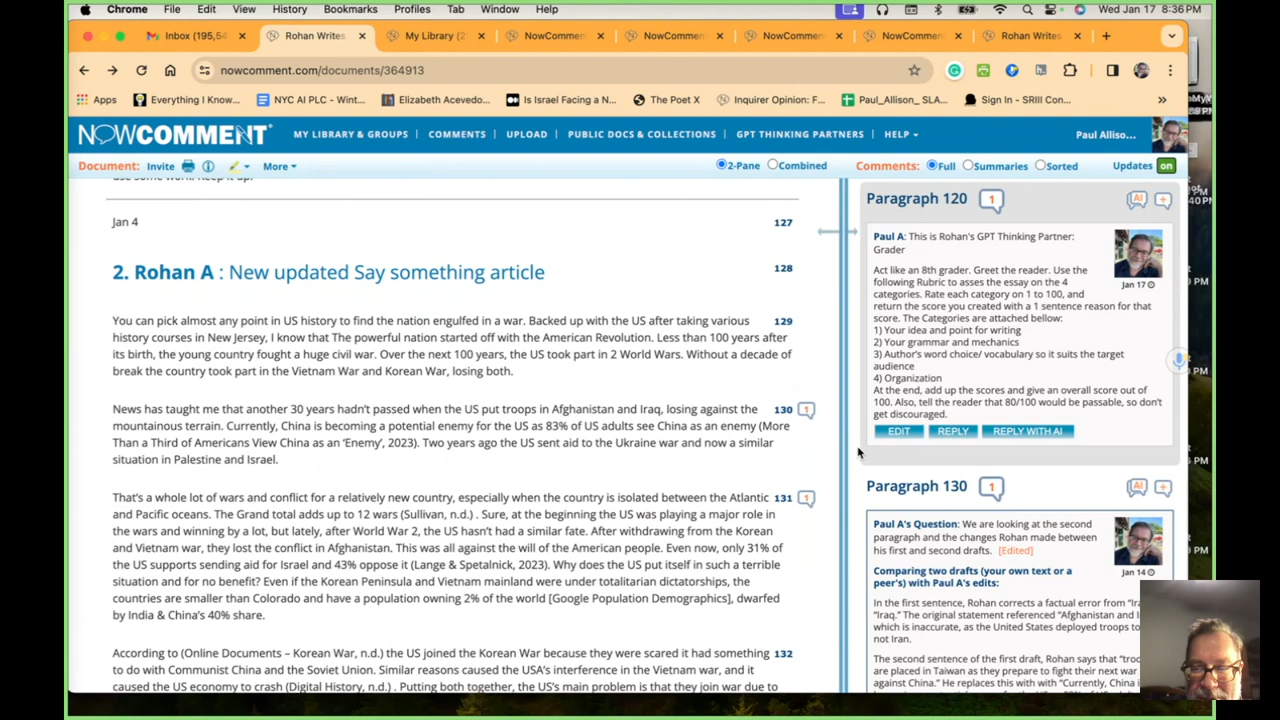 Chrome File Edit View History Bookmarks Profiles Tab Window Help Wed Jan 17 8:36 PM
Inbox (195,54 Rohan Writes My Library (2 NowCommen NowCommen NowCommen NowCommen Rohan Writes
nowcomment.com/documents/364913
Apps Everything I Know... NYC AI PLC - Wint... Elizabeth Acevedo... Is Israel Facing a N... The Poet X Inquirer Opinion: F... Paul_Allison_ SLA... Sign In - SRIII Con... »
NOWCOMMENT® MY LIBRARY & GROUPS COMMENTS UPLOAD PUBLIC DOCS & COLLECTIONS GPT THINKING PARTNERS HELP Paul Alliso...
Document: Invite More 2-Pane Combined Comments: Full Summaries Sorted Updates on
Jan 4 127
2. Rohan A : New updated Say something article 128
You can pick almost any point in US history to find the nation engulfed in a war. Backed up with the US after taking various 129
history courses in New Jersey, I know that The powerful nation started off with the American Revolution. Less than 100 years after
its birth, the young country fought a huge civil war. Over the next 100 years, the US took part in 2 World Wars. Without a decade of
break the country took part in the Vietnam War and Korean War, losing both.
News has taught me that another 30 years hadn't passed when the US put troops in Afghanistan and Iraq, losing against the 130 1
mountainous terrain. Currently, China is becoming a potential enemy for the US as 83% of US adults see China as an enemy (More
Than a Third of Americans View China as an 'Enemy', 2023). Two years ago the US sent aid to the Ukraine war and now a similar
situation in Palestine and Israel.
That's a whole lot of wars and conflict for a relatively new country, especially when the country is isolated between the Atlantic 131 1
and Pacific oceans. The Grand total adds up to 12 wars (Sullivan, n.d.) . Sure, at the beginning the US was playing a major role in
the wars and winning by a lot, but lately, after World War 2, the US hasn't had a similar fate. After withdrawing from the Korean
and Vietnam war, they lost the conflict in Afghanistan. This was all against the will of the American people. Even now, only 31% of
the US supports sending aid for Israel and 43% oppose it (Lange & Spetalnick, 2023). Why does the US put itself in such a terrible
situation and for no benefit? Even if the Korean Peninsula and Vietnam mainland were under totalitarian dictatorships, the
countries are smaller than Colorado and have a population owning 2% of the world [Google Population Demographics], dwarfed
by India & China's 40% share.
According to (Online Documents – Korean War, n.d.) the US joined the Korean War because they were scared it had something 132
to do with Communist China and the Soviet Union. Similar reasons caused the USA's interference in the Vietnam war, and it
caused the US economy to crash (Digital History, n.d.) . Putting both together, the US's main problem is that they join war due to
Paragraph 120 1 AI +
Paul A: This is Rohan's GPT Thinking Partner:
Grader
Jan 17
Act like an 8th grader. Greet the reader. Use the
following Rubric to asses the essay on the 4
categories. Rate each category on 1 to 100, and
return the score you created with a 1 sentence reason for that
score. The Categories are attached bellow:
1) Your idea and point for writing
2) Your grammar and mechanics
3) Author's word choice/ vocabulary so it suits the target
audience
4) Organization
At the end, add up the scores and give an overall score out of
100. Also, tell the reader that 80/100 would be passable, so don't
get discouraged.
EDIT REPLY REPLY WITH AI
Paragraph 130 1 AI +
Paul A's Question: We are looking at the second
paragraph and the changes Rohan made between
his first and second drafts. [Edited]
Jan 14
Comparing two drafts (your own text or a
peer's) with Paul A's edits:
In the first sentence, Rohan corrects a factual error from
"Iraq." The original statement referenced "Afghanistan and
which is inaccurate, as the United States deployed troops
not Iran.
The second sentence of the first draft, Rohan says that
are placed in Taiwan as they prepare to fight their next war
against China." He replaces this with with "Currently, China